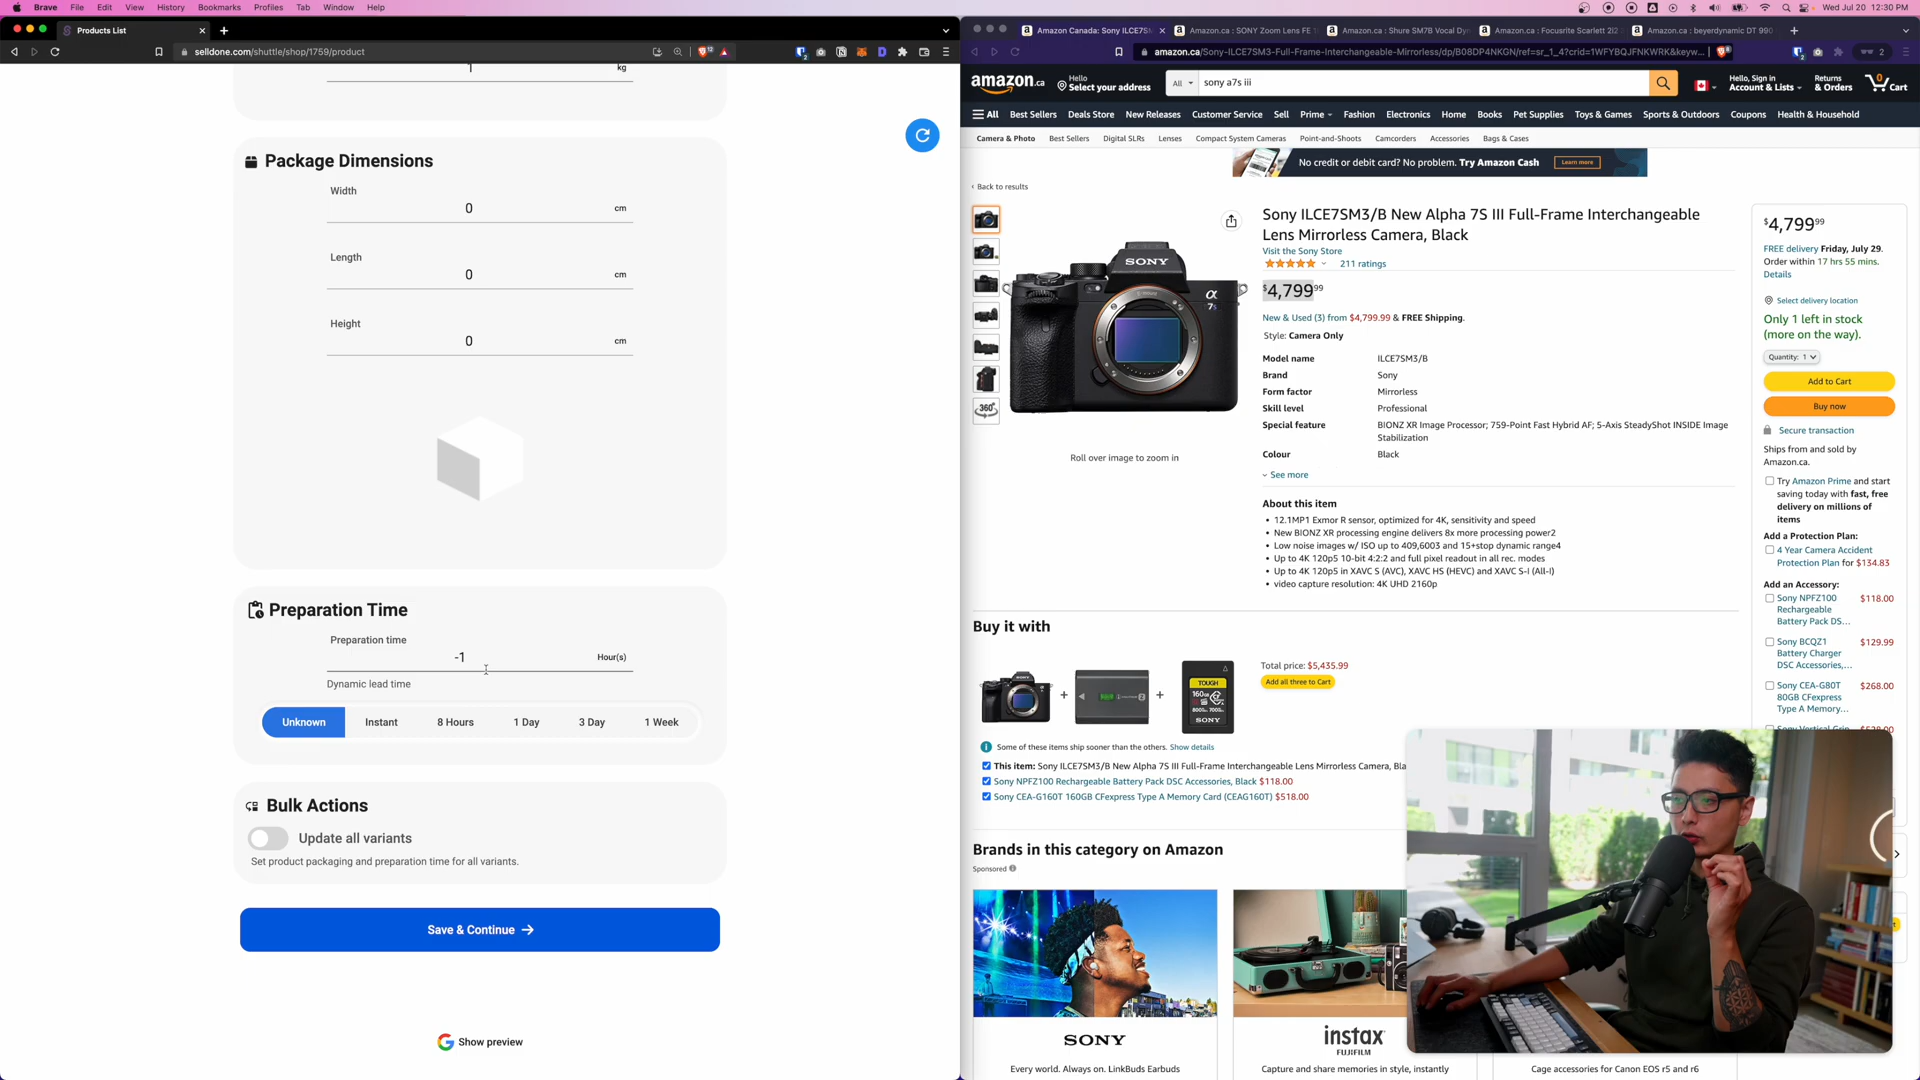 Brave File Edit View History Bookmarks Profiles Tab Window Help
Wed Jul 20 12:30 PM
Products List
selldone.com/shuttle/shop/1759/product
1 kg
Package Dimensions
Width
0 cm
Length
0 cm
Height
0 cm
Preparation Time
Preparation time
-1 Hour(s)
Dynamic lead time
Unknown Instant 8 Hours 1 Day 3 Day 1 Week
Bulk Actions
Update all variants
Set product packaging and preparation time for all variants.
Save & Continue
Show preview
Amazon Canada: Sony ILCE7S
Amazon.ca : SONY Zoom Lens FE
Amazon.ca : Shure SM7B Vocal Dy
Amazon.ca : Focusrite Scarlett 2i2
Amazon.ca : beyerdynamic DT 990
amazon.ca/Sony-ILCE7SM3-Full-Frame-Interchangeable-Mirrorless/dp/B08DP4NKGN/ref=sr_1_4?crid=1WFYBQJFNKWRK&keyw...
2
amazon.ca
Hello
Select your address
All
sony a7s iii
Hello, Sign in
Account & Lists
Returns
& Orders
0
Cart
All Best Sellers Deals Store New Releases Customer Service Sell Prime Fashion Electronics Home Books Pet Supplies Toys & Games Sports & Outdoors Coupons Health & Household
Camera & Photo Best Sellers Digital SLRs Lenses Compact System Cameras Point-and-Shoots Camcorders Accessories Bags & Cases
No credit or debit card? No problem. Try Amazon Cash
Learn more
‹ Back to results
SONY
α
7S
360°
Roll over image to zoom in
Sony ILCE7SM3/B New Alpha 7S III Full-Frame Interchangeable
Lens Mirrorless Camera, Black
Visit the Sony Store
211 ratings
$4,799 99
New & Used (3) from $4,799.99 & FREE Shipping.
Style: Camera Only
Model name ILCE7SM3/B
Brand Sony
Form factor Mirrorless
Skill level Professional
Special feature BIONZ XR Image Processor; 759-Point Fast Hybrid AF; 5-Axis SteadyShot INSIDE Image
Stabilization
Colour Black
See more
About this item
• 12.1MP1 Exmor R sensor, optimized for 4K, sensitivity and speed
• New BIONZ XR processing engine delivers 8x more processing power2
• Low noise images w/ ISO up to 409,6003 and 15+stop dynamic range4
• Up to 4K 120p5 10-bit 4:2:2 and full pixel readout in all rec. modes
• Up to 4K 120p5 in XAVC S (AVC), XAVC HS (HEVC) and XAVC S-I (All-I)
• video capture resolution: 4K UHD 2160p
$4,799 99
FREE delivery Friday, July 29.
Order within 17 hrs 55 mins.
Details
Select delivery location
Only 1 left in stock
(more on the way).
Quantity: 1
Add to Cart
Buy now
Secure transaction
Ships from and sold by
Amazon.ca.
Try Amazon Prime and start
saving today with fast, free
delivery on millions of
items
Add a Protection Plan:
4 Year Camera Accident
Protection Plan for $134.83
Add an Accessory:
Sony NPFZ100 $118.00
Rechargeable
Battery Pack DS...
Sony BCQZ1 $129.99
Battery Charger
DSC Accessories,...
Sony CEA-G80T $268.00
80GB CFexpress
Type A Memory...
Buy it with
+
+
TOUGH
SONY
Total price: $5,435.99
Add all three to Cart
Some of these items ship sooner than the others. Show details
This item: Sony ILCE7SM3/B New Alpha 7S III Full-Frame Interchangeable Lens Mirrorless Camera, Bla
Sony NPFZ100 Rechargeable Battery Pack DSC Accessories, Black $118.00
Sony CEA-G160T 160GB CFexpress Type A Memory Card (CEAG160T) $518.00
Brands in this category on Amazon
Sponsored
SONY
Every world. Always on. LinkBuds Earbuds
instax
FUJIFILM
Capture and share memories in style, instantly
Cage accessories for Canon EOS r5 and r6